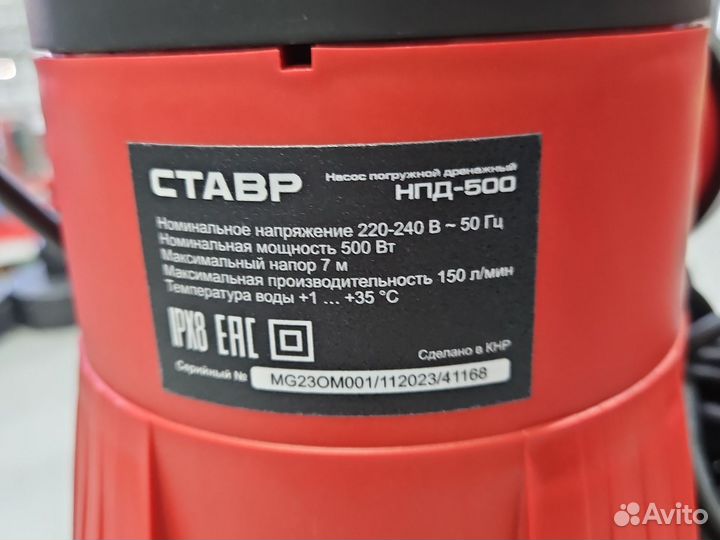 СТАВР
Насос погружной дренажный
НПД-500
Номинальное напряжение 220-240 В ~ 50 Гц
Номинальная мощность 500 Вт
Максимальный напор 7 м
Максимальная производительность 150 л/мин
Температура воды +1 ... +35 °С
IPX8 EAC
Сделано в КНР
Серийный № MG23OM001/112023/41168
Avito